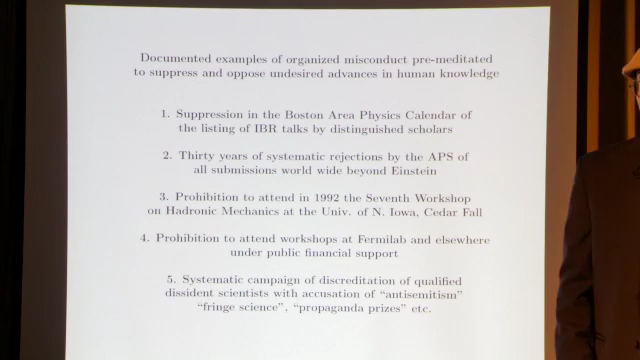 Documented examples of organized misconduct pre-meditated
to suppress and oppose undesired advances in human knowledge
1. Suppression in the Boston Area Physics Calendar of
the listing of IBR talks by distinguished scholars
2. Thirty years of systematic rejections by the APS of
all submissions world wide beyond Einstein
3. Prohibition to attend in 1992 the Seventh Workshop
on Hadronic Mechanics at the Univ. of N. Iowa, Cedar Fall
4. Prohibition to attend workshops at Fermilab and elsewhere
under public financial support
5. Systematic campaign of discreditation of qualified
dissident scientists with accusation of “antisemitism”
“fringe science”, “propaganda prizes” etc.